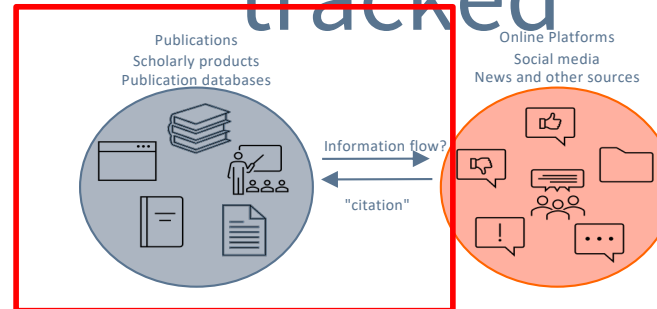 tracked
Publications
Scholarly products
Publication databases
Online Platforms
Social media
News and other sources
Information flow?
"citation"